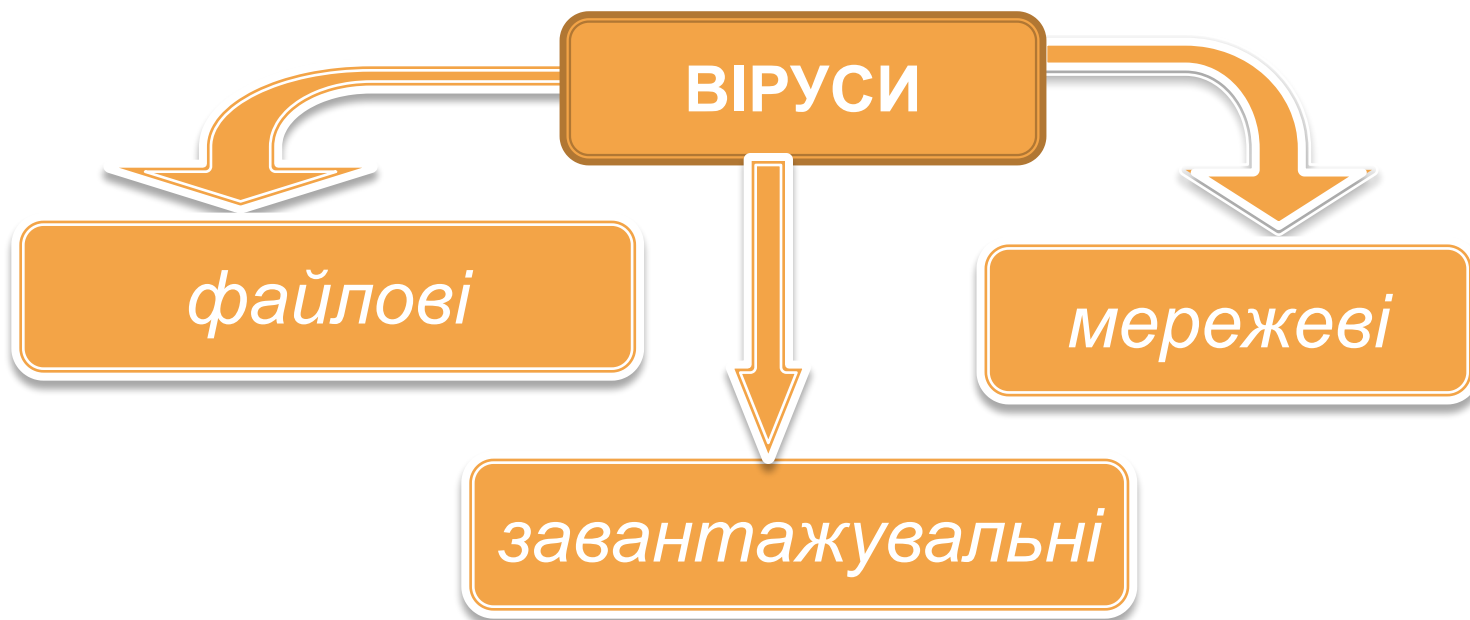 ВІРУСИ
файлові
мережеві
завантажувальні